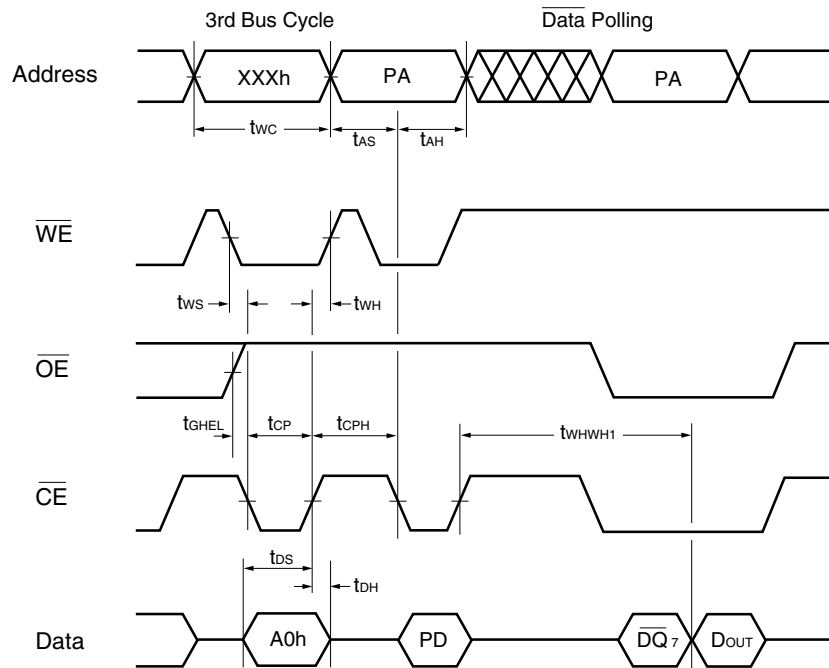 3rd Bus Cycle Data Polling
Address XXXh PA PA
tWC tAS tAH
WE
tWS tWH
OE
tGHEL tCP tCPH tWHWH1
CE
tDS tDH
Data A0h PD DQ7 DOUT